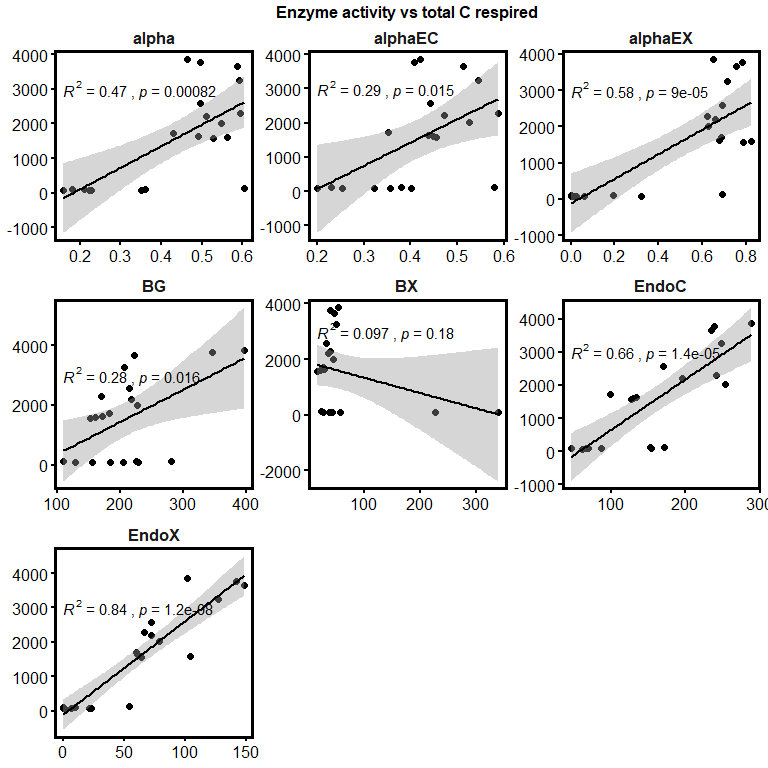 Enzyme activity vs total C respired
alpha
alphaEC
alphaEX
4000
3000
2000
1000
0
-1000
R² = 0.47 , p = 0.00082
0.2 0.3 0.4 0.5 0.6
4000
3000
2000
1000
0
-1000
R² = 0.29 , p = 0.015
0.2 0.3 0.4 0.5 0.6
4000
3000
2000
1000
0
-1000
R² = 0.58 , p = 9e-05
0.0 0.2 0.4 0.6 0.8
BG
BX
EndoC
4000
2000
0
R² = 0.28 , p = 0.016
100 200 300 400
4000
2000
0
-2000
R² = 0.097 , p = 0.18
100 200 300
4000
3000
2000
1000
0
-1000
R² = 0.66 , p = 1.4e-05
100 200 300
EndoX
4000
3000
2000
1000
0
R² = 0.84 , p = 1.2e-08
0 50 100 150